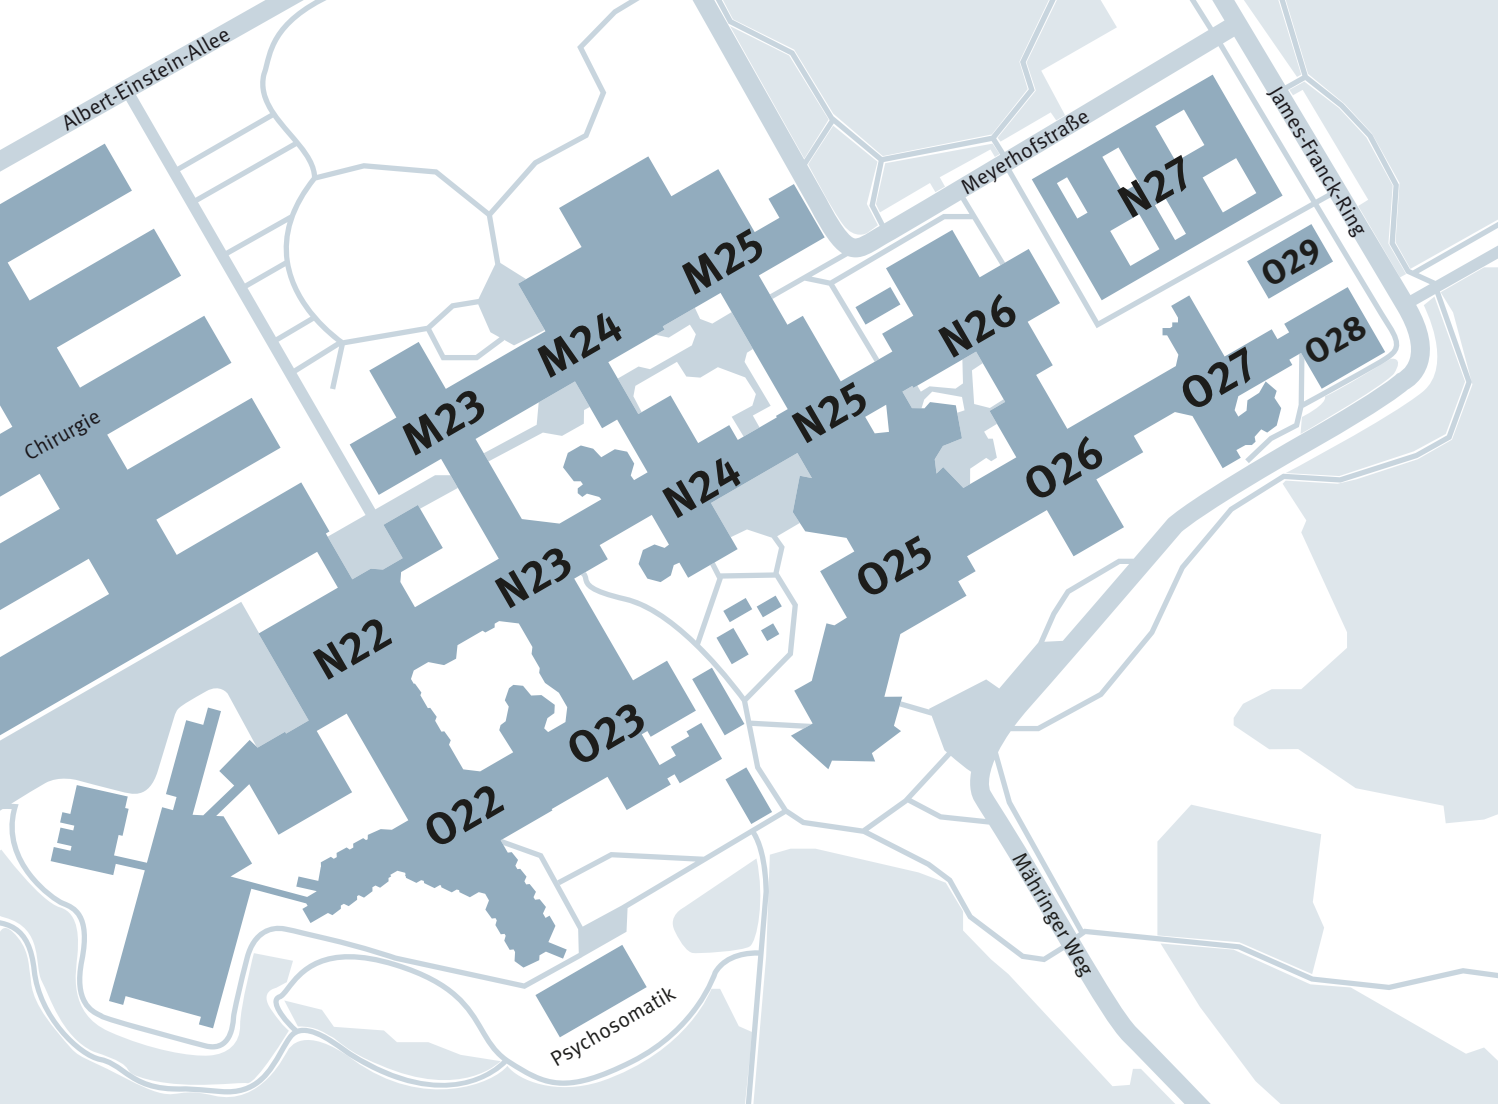 Albert-Einstein-Allee
James-Franck-Ring
Meyerhofstraße
N27
O29
M25
M24
N26
O28
O27
M23
N25
Chirurgie
O26
N24
O25
N23
N22
O23
O22
Mähringer Weg
Psychosomatik